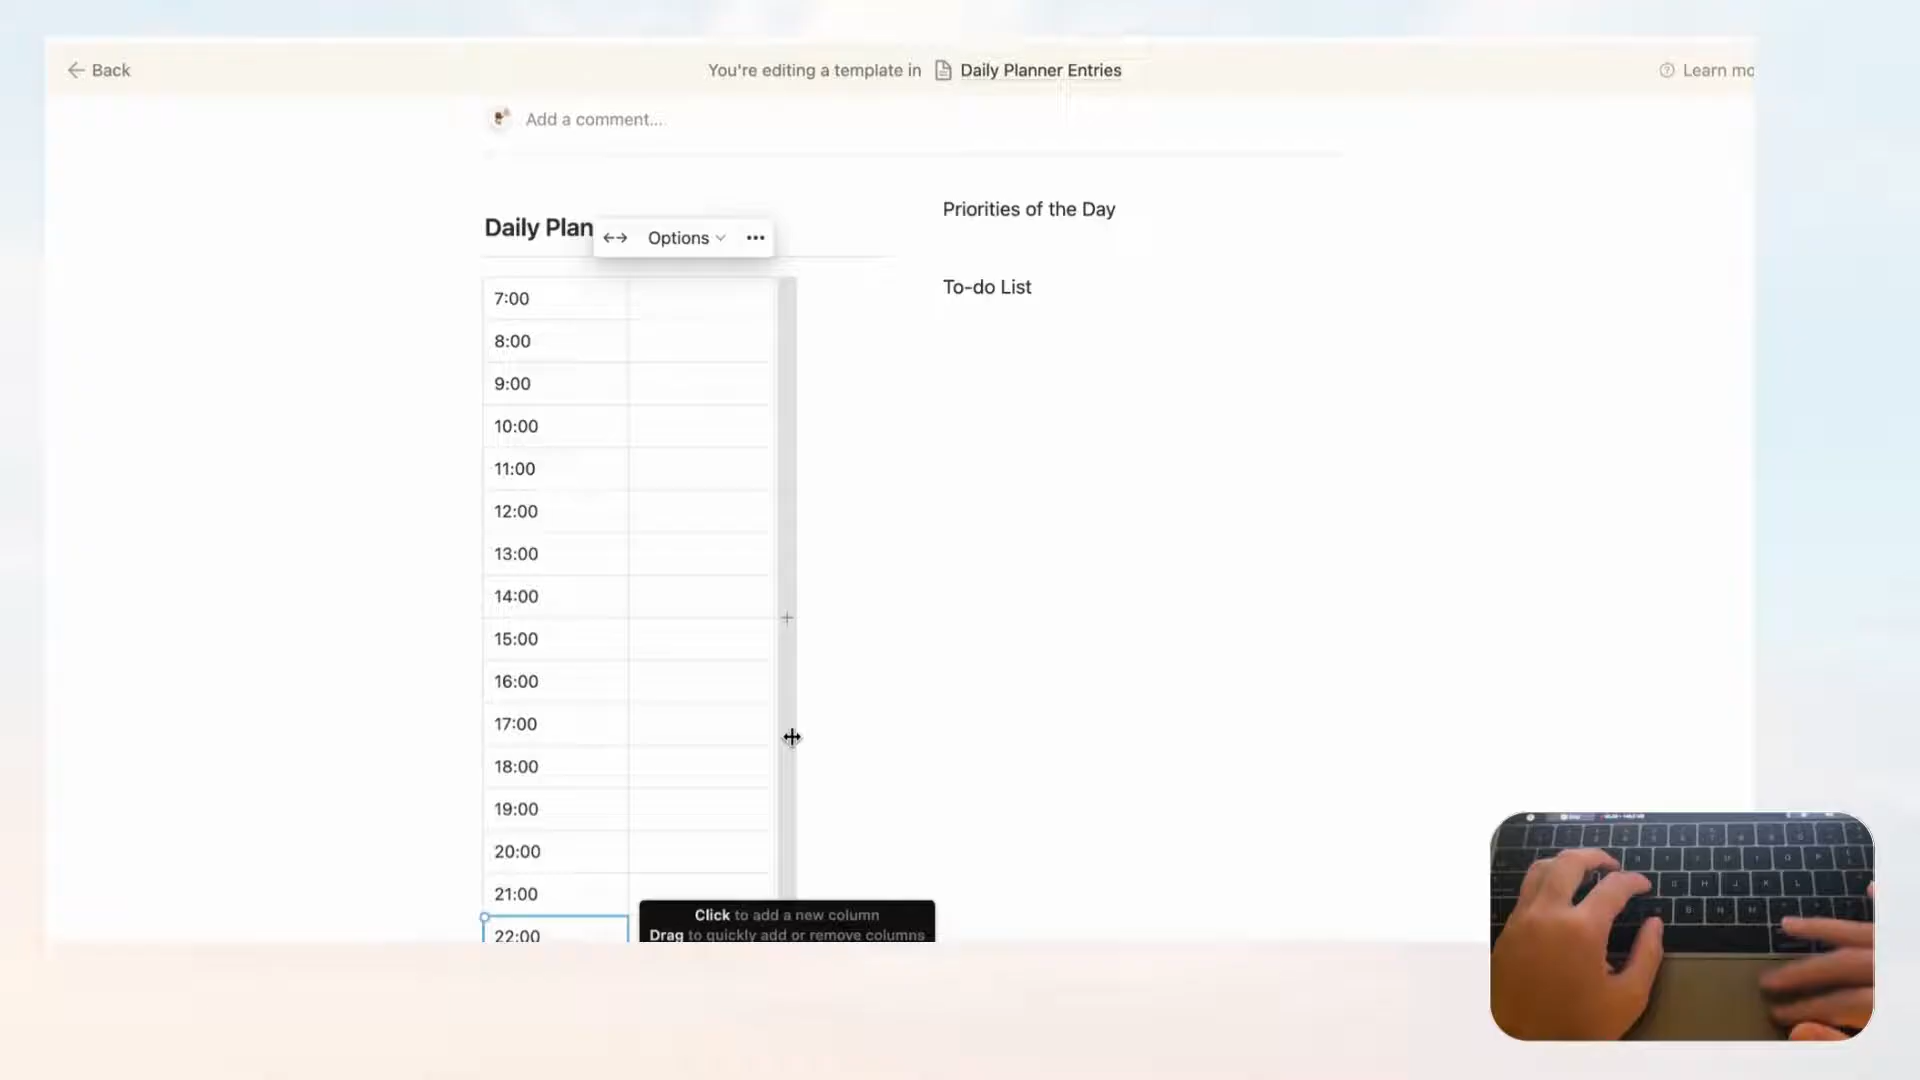 Back
You're editing a template in Daily Planner Entries
Learn mo
Add a comment...
Daily Plan
Options
Priorities of the Day
To-do List
7:00
8:00
9:00
10:00
11:00
12:00
13:00
14:00
15:00
16:00
17:00
18:00
19:00
20:00
21:00
22:00
Click to add a new column
Drag to quickly add or remove columns